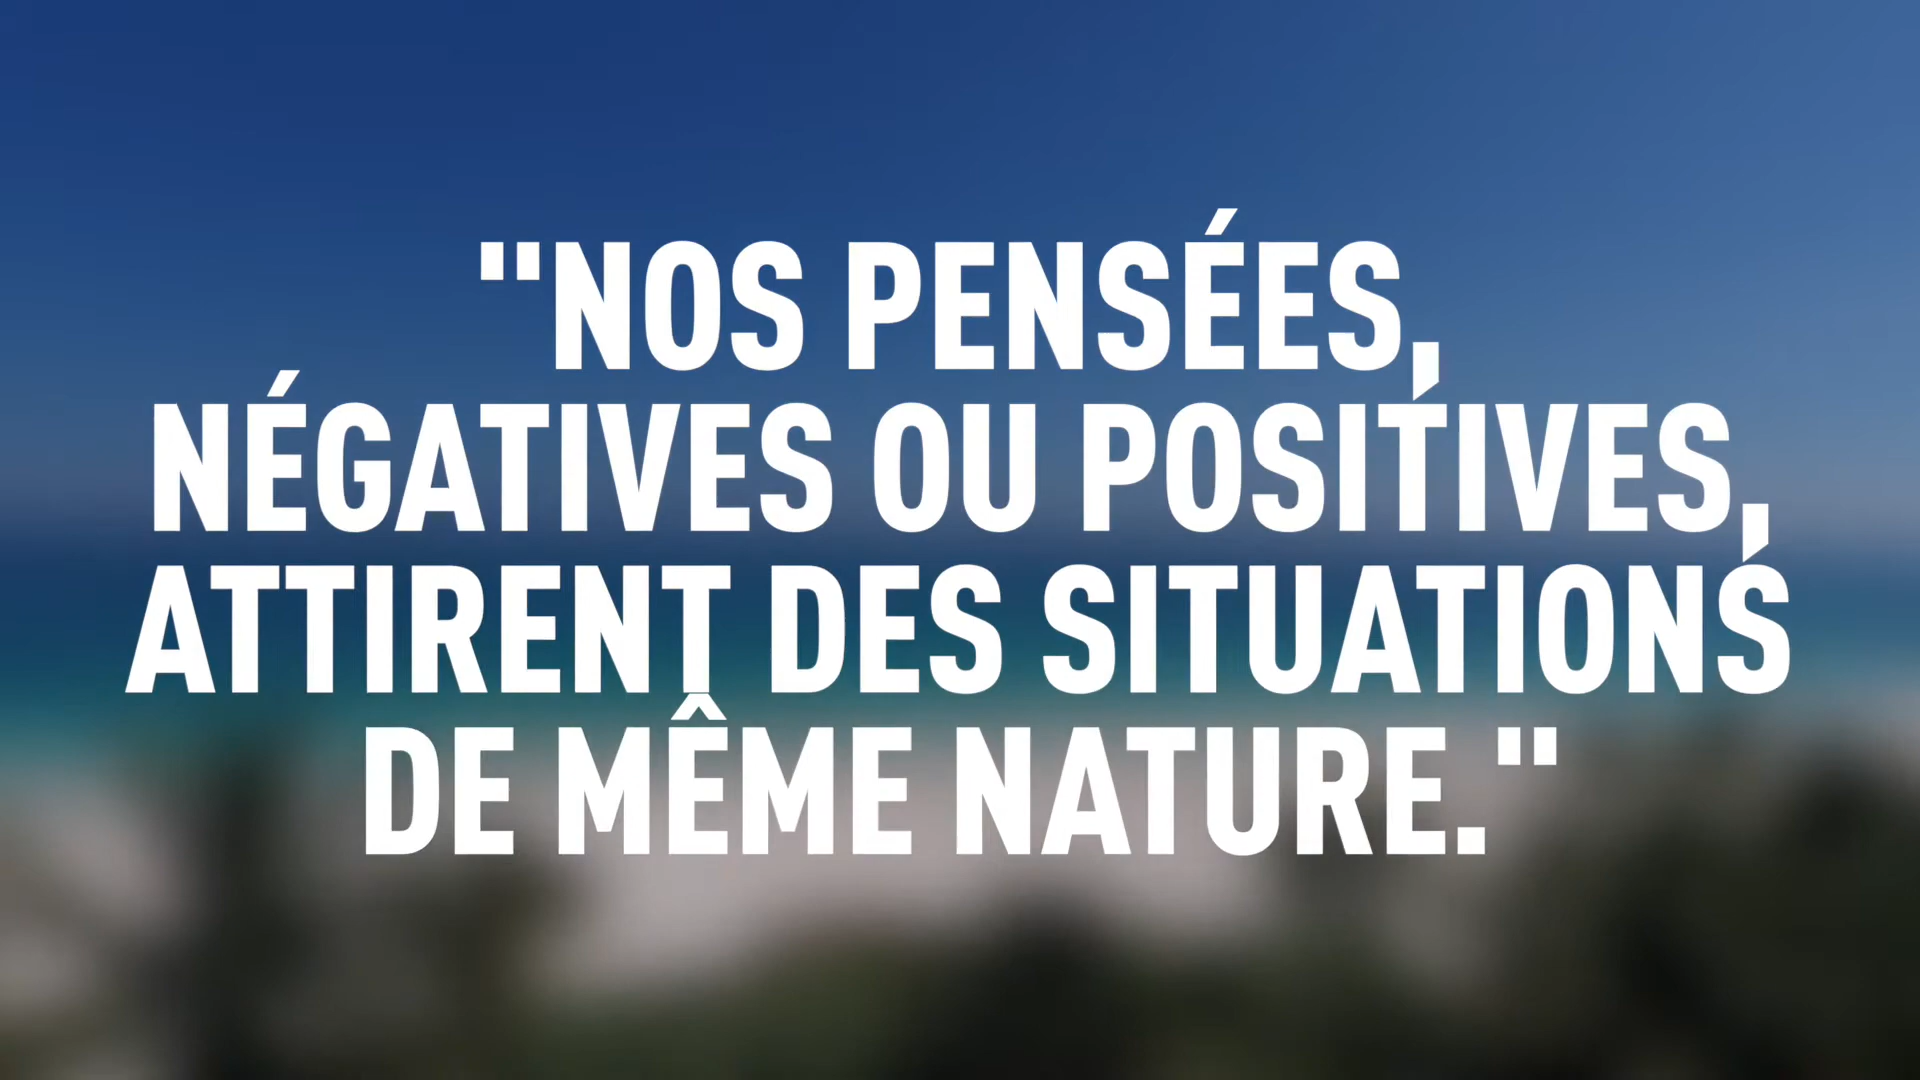 "NOS PENSÉES,
NÉGATIVES OU POSITIVES,
ATTIRENT DES SITUATIONS
DE MÊME NATURE."